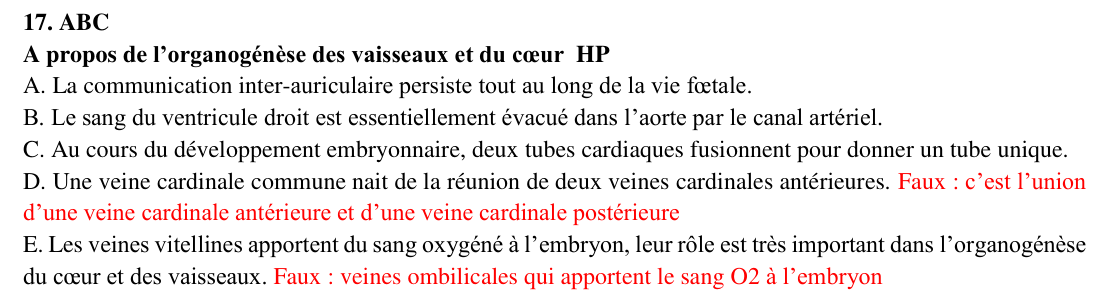 17. ABC
A propos de l’organogénèse des vaisseaux et du cœur  HP
A. La communication inter-auriculaire persiste tout au long de la vie fœtale.
B. Le sang du ventricule droit est essentiellement évacué dans l’aorte par le canal artériel.
C. Au cours du développement embryonnaire, deux tubes cardiaques fusionnent pour donner un tube unique.
D. Une veine cardinale commune nait de la réunion de deux veines cardinales antérieures. Faux : c’est l’union
d’une veine cardinale antérieure et d’une veine cardinale postérieure
E. Les veines vitellines apportent du sang oxygéné à l’embryon, leur rôle est très important dans l’organogénèse
du cœur et des vaisseaux. Faux : veines ombilicales qui apportent le sang O2 à l’embryon